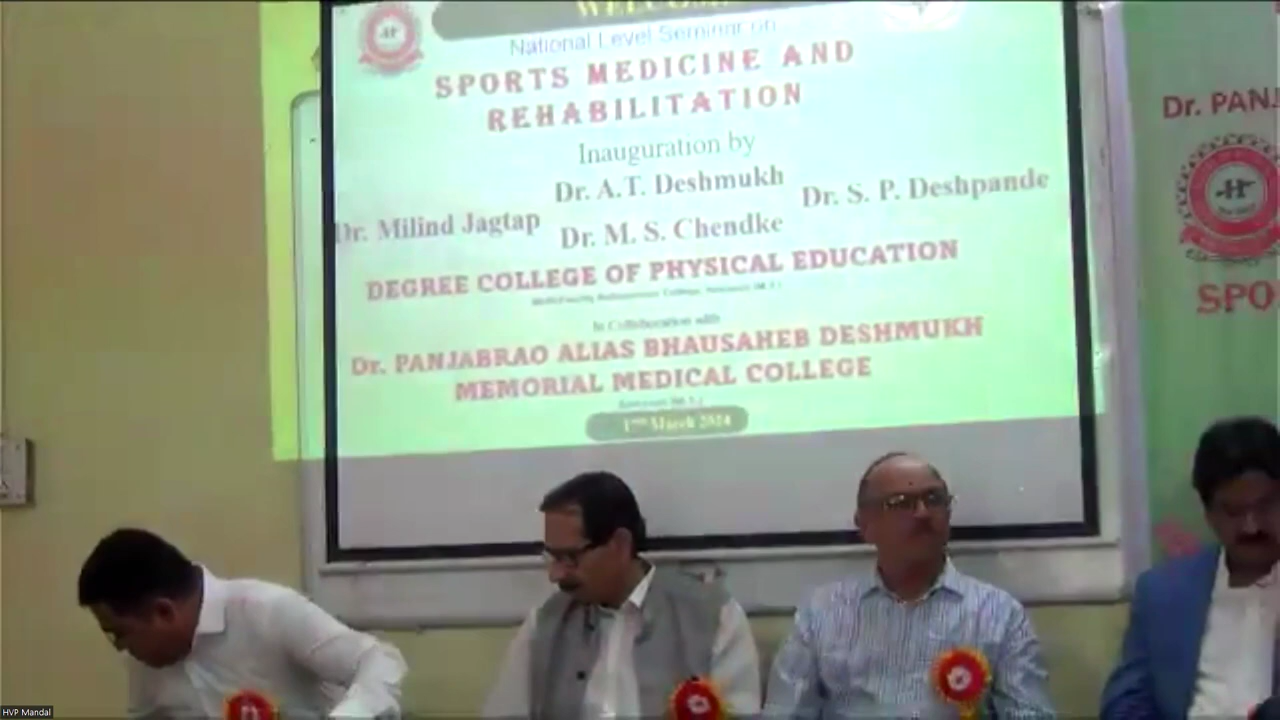 WELCOME
National Level Seminar on
SPORTS MEDICINE AND
REHABILITATION
Inauguration by
Dr. A.T. Deshmukh
Dr. Milind Jagtap
Dr. S. P. Deshpande
Dr. M. S. Chendke
DEGREE COLLEGE OF PHYSICAL EDUCATION
In Collaboration with
Dr. PANJABRAO ALIAS BHAUSAHEB DESHMUKH
MEMORIAL MEDICAL COLLEGE
March 2024
Dr. PANJ
SPO
HVP Mandal